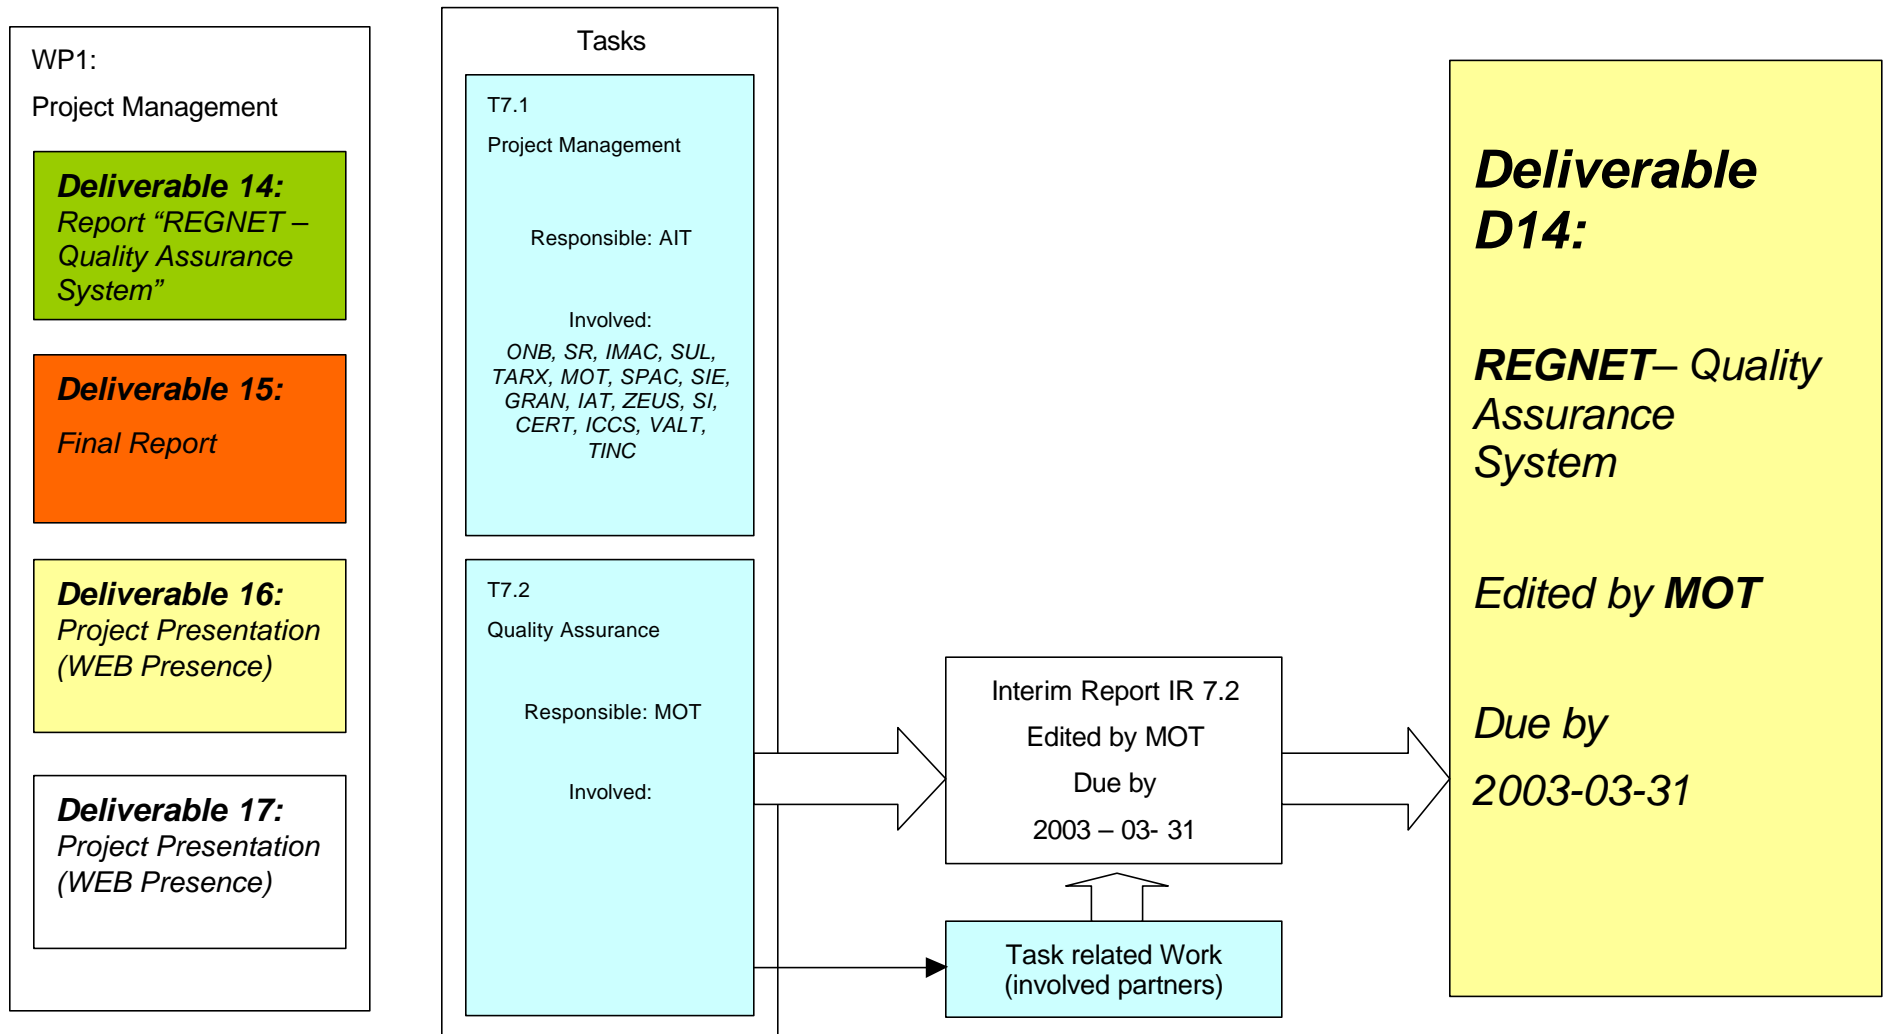 WP1:
Project Management
Deliverable 14:
Report “REGNET –
Quality Assurance
System”
Deliverable 15:
Final Report
Deliverable 16:
Project Presentation
(WEB Presence)
Deliverable 17:
Project Presentation
(WEB Presence)
Tasks
T7.1
Project Management
Responsible: AIT
Involved:
ONB, SR, IMAC, SUL,
TARX, MOT, SPAC, SIE,
GRAN, IAT, ZEUS, SI,
CERT, ICCS, VALT,
TINC
T7.2
Quality Assurance
Responsible: MOT
Involved:
Interim Report IR 7.2
Edited by MOT
Due by
2003 – 03- 31
Task related Work
(involved partners)
Deliverable
D14:
REGNET– Quality
Assurance
System
Edited by MOT
Due by
2003-03-31